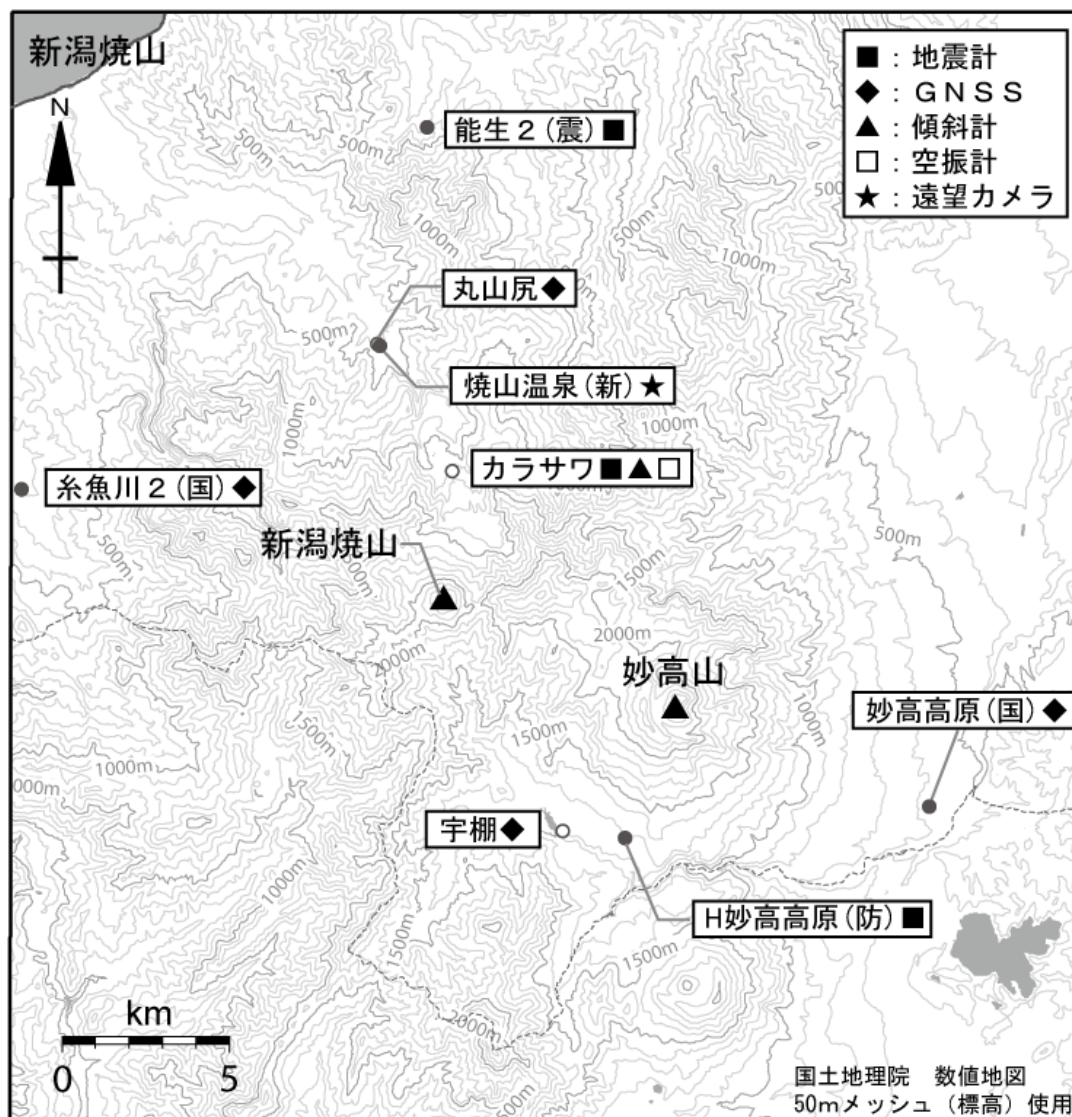 新潟焼山
N
■：地震計
◆：ＧＮＳＳ
▲：傾斜計
□：空振計
★：遠望カメラ
能生２(震)■
500m
500m
500m
500m
1000m
1000m
丸山尻◆
500m
焼山温泉(新)★
1000m
1000m
カラサワ■▲□
糸魚川２(国)◆
500m
新潟焼山
500m
1500m
2000m
2000m
妙高山
妙高高原(国)◆
1500m
1000m
1000m
宇棚◆
1000m
1500m
H妙高高原(防)■
1500m
2000m
km
0 5
国土地理院　数値地図
50mメッシュ（標高）使用